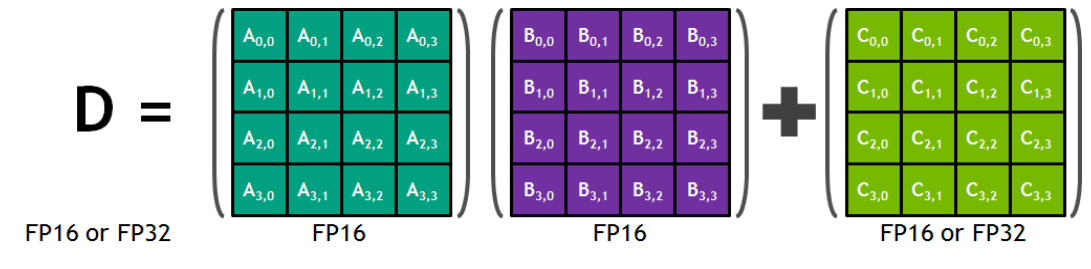 D = A0,0 A0,1 A0,2 A0,3 B0,0 B0,1 B0,2 B0,3 + C0,0 C0,1 C0,2 C0,3
A1,0 A1,1 A1,2 A1,3 B1,0 B1,1 B1,2 B1,3 C1,0 C1,1 C1,2 C1,3
A2,0 A2,1 A2,2 A2,3 B2,0 B2,1 B2,2 B2,3 C2,0 C2,1 C2,2 C2,3
A3,0 A3,1 A3,2 A3,3 B3,0 B3,1 B3,2 B3,3 C3,0 C3,1 C3,2 C3,3
FP16 or FP32 FP16 FP16 FP16 or FP32